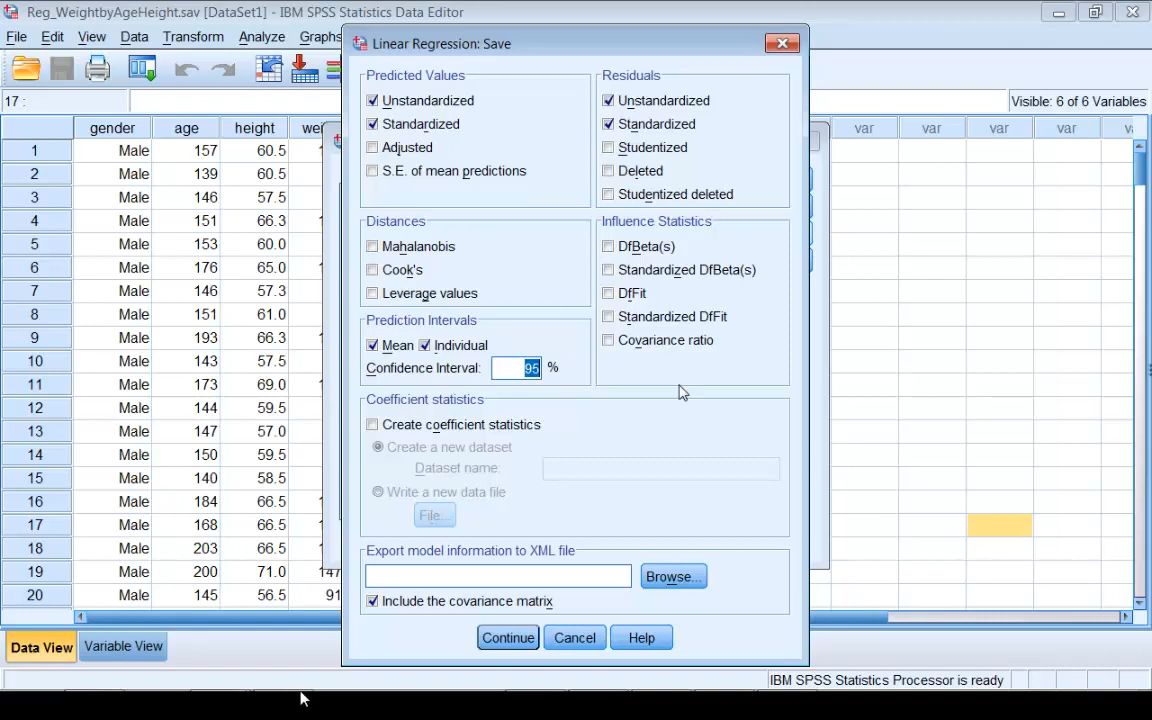 Reg_WeightbyAgeHeight.sav [DataSet1] - IBM SPSS Statistics Data Editor
File Edit View Data Transform Analyze Graphs
17 :
Visible: 6 of 6 Variables
gender age height var var var var
1 Male 157 60.5
2 Male 139 60.5
3 Male 146 57.5
4 Male 151 66.3
5 Male 153 60.0
6 Male 176 65.0
7 Male 146 57.3
8 Male 151 61.0
9 Male 193 66.3
10 Male 143 57.5
11 Male 173 69.0
12 Male 144 59.5
13 Male 147 57.0
14 Male 150 59.5
15 Male 140 58.5
16 Male 184 66.5
17 Male 168 66.5
18 Male 203 66.5
19 Male 200 71.0 147
20 Male 145 56.5 91
Linear Regression: Save
Predicted Values
Unstandardized
Standardized
Adjusted
S.E. of mean predictions
Residuals
Unstandardized
Standardized
Studentized
Deleted
Studentized deleted
Distances
Mahalanobis
Cook's
Leverage values
Influence Statistics
DfBeta(s)
Standardized DfBeta(s)
DfFit
Standardized DfFit
Covariance ratio
Prediction Intervals
Mean Individual
Confidence Interval: 95 %
Coefficient statistics
Create coefficient statistics
Create a new dataset
Dataset name:
Write a new data file
File...
Export model information to XML file
Browse...
Include the covariance matrix
Continue Cancel Help
Data View Variable View
IBM SPSS Statistics Processor is ready